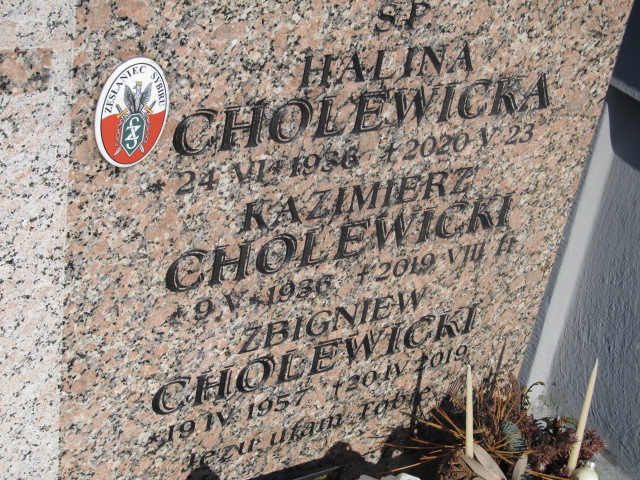 ŚP
HALINA
CHOLEWICKA
*24 VI 1936 †2020 V 23
KAZIMIERZ
CHOLEWICKI
*9 V 1936 †2019 VIII 11
ZBIGNIEW
CHOLEWICKI
*19 IV 1957 †20 IV 2019
Jezu ufam Tobie
ZESŁANIEC SYBIRU